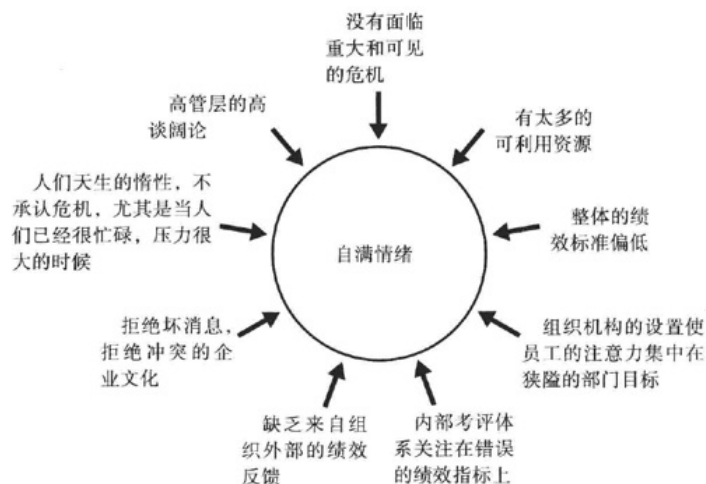 没有面临
重大和可见
的危机
有太多的
可利用资源
整体的绩
效标准偏低
组织机构的设置使
员工的注意力集中在
狭隘的部门目标
内部考评体
系关注在错误
的绩效指标上
缺乏来自组
织外部的绩效
反馈
拒绝坏消息，
拒绝冲突的企
业文化
人们天生的惰性，不
承认危机，尤其是当人
们已经很忙碌，压力很
大的时候
高管层的高
谈阔论
自满情绪